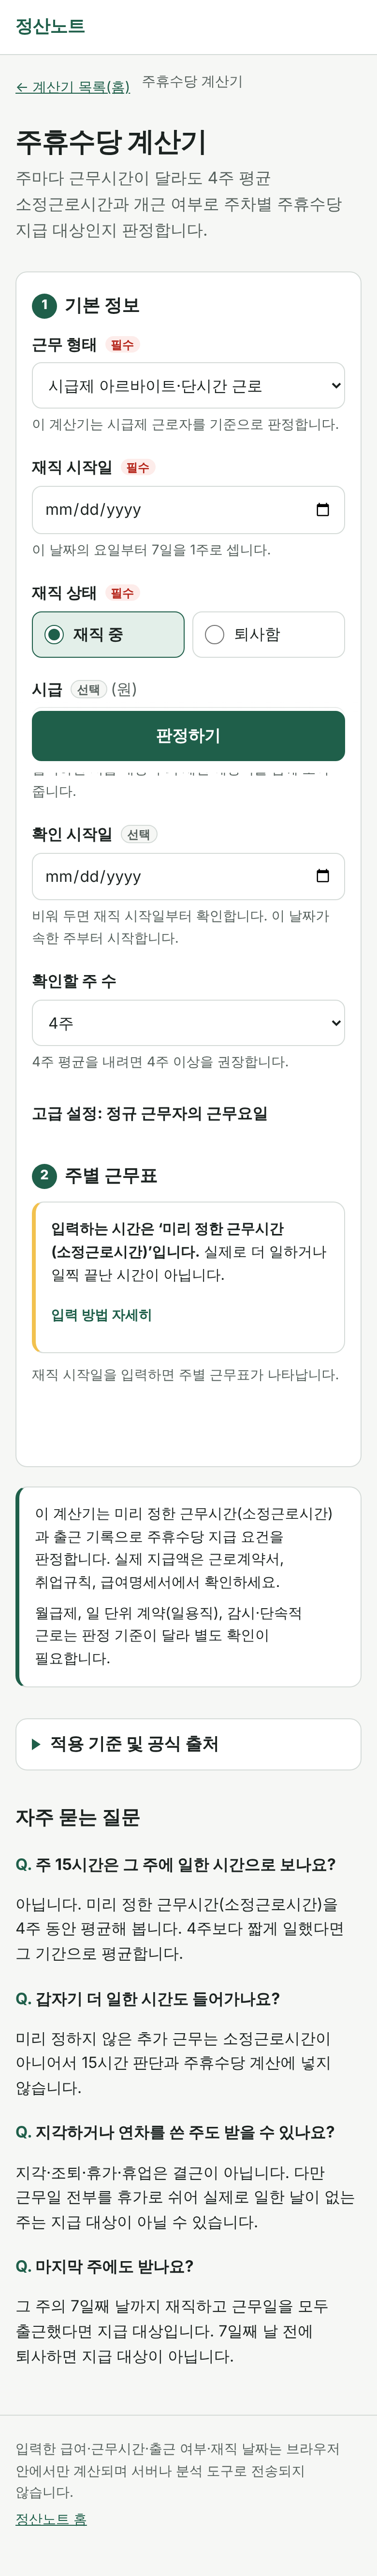 정산노트
← 계산기 목록(홈) 주휴수당 계산기
주휴수당 계산기
주마다 근무시간이 달라도 4주 평균
소정근로시간과 개근 여부로 주차별 주휴수당
지급 대상인지 판정합니다.
1 기본 정보
근무 형태 필수
시급제 아르바이트·단시간 근로
이 계산기는 시급제 근로자를 기준으로 판정합니다.
재직 시작일 필수
mm/dd/yyyy
이 날짜의 요일부터 7일을 1주로 셉니다.
재직 상태 필수
재직 중 퇴사함
시급 선택 (원)
판정하기
줍니다.
확인 시작일 선택
mm/dd/yyyy
비워 두면 재직 시작일부터 확인합니다. 이 날짜가
속한 주부터 시작합니다.
확인할 주 수
4주
4주 평균을 내려면 4주 이상을 권장합니다.
고급 설정: 정규 근무자의 근무요일
2 주별 근무표
입력하는 시간은 ‘미리 정한 근무시간
(소정근로시간)’입니다. 실제로 더 일하거나
일찍 끝난 시간이 아닙니다.
입력 방법 자세히
재직 시작일을 입력하면 주별 근무표가 나타납니다.
이 계산기는 미리 정한 근무시간(소정근로시간)
과 출근 기록으로 주휴수당 지급 요건을
판정합니다. 실제 지급액은 근로계약서,
취업규칙, 급여명세서에서 확인하세요.
월급제, 일 단위 계약(일용직), 감시·단속적
근로는 판정 기준이 달라 별도 확인이
필요합니다.
적용 기준 및 공식 출처
자주 묻는 질문
Q. 주 15시간은 그 주에 일한 시간으로 보나요?
아닙니다. 미리 정한 근무시간(소정근로시간)을
4주 동안 평균해 봅니다. 4주보다 짧게 일했다면
그 기간으로 평균합니다.
Q. 갑자기 더 일한 시간도 들어가나요?
미리 정하지 않은 추가 근무는 소정근로시간이
아니어서 15시간 판단과 주휴수당 계산에 넣지
않습니다.
Q. 지각하거나 연차를 쓴 주도 받을 수 있나요?
지각·조퇴·휴가·휴업은 결근이 아닙니다. 다만
근무일 전부를 휴가로 쉬어 실제로 일한 날이 없는
주는 지급 대상이 아닐 수 있습니다.
Q. 마지막 주에도 받나요?
그 주의 7일째 날까지 재직하고 근무일을 모두
출근했다면 지급 대상입니다. 7일째 날 전에
퇴사하면 지급 대상이 아닙니다.
입력한 급여·근무시간·출근 여부·재직 날짜는 브라우저
안에서만 계산되며 서버나 분석 도구로 전송되지
않습니다.
정산노트 홈